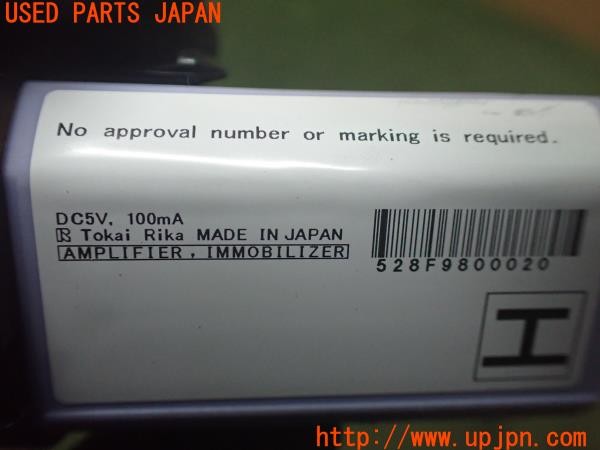 USED PARTS JAPAN
No approval number or marking is required.
DC5V, 100mA
Tokai Rika MADE IN JAPAN
AMPLIFIER, IMMOBILIZER
528F9800020
H
http://www.upjpn.com/